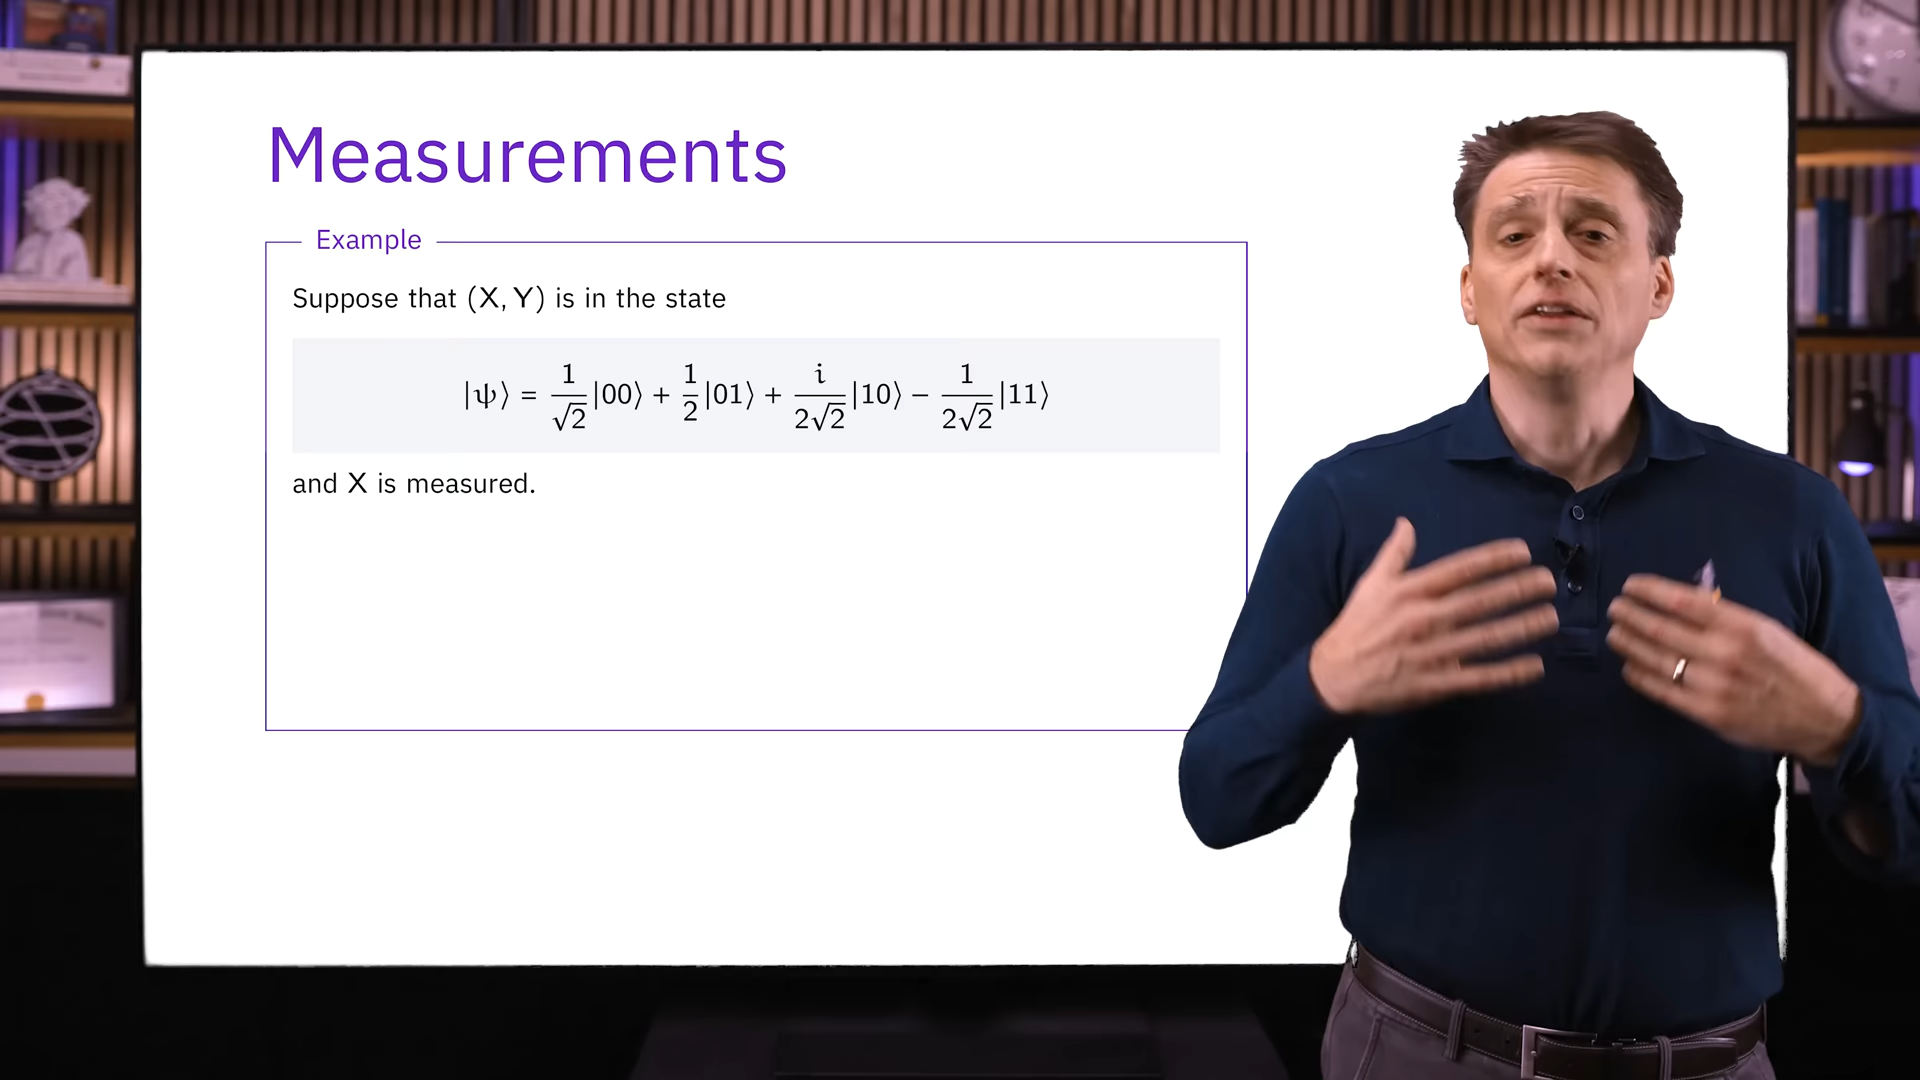 Measurements
Example
Suppose that (X, Y) is in the state
|ψ⟩ = 1/√2 |00⟩ + 1/2 |01⟩ + i/2√2 |10⟩ − 1/2√2 |11⟩
and X is measured.